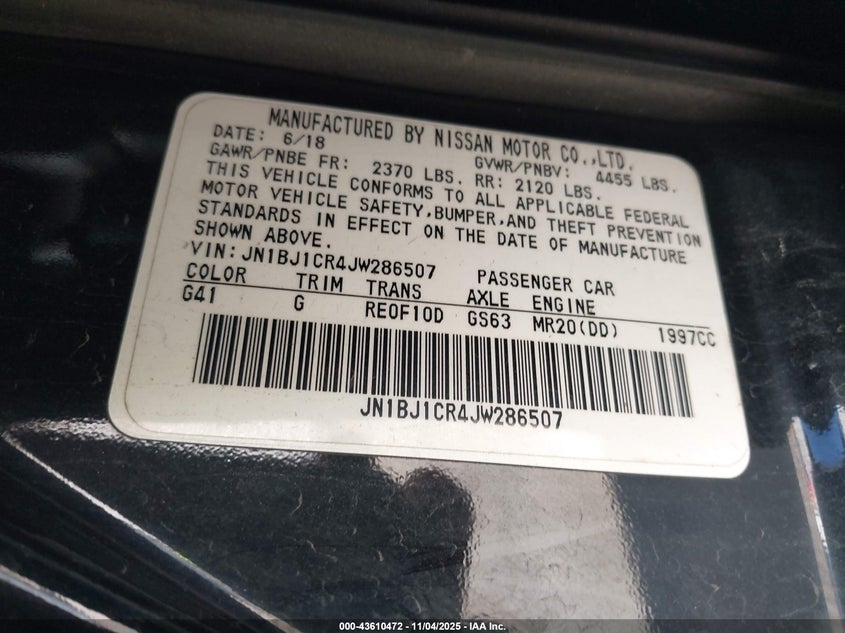 MANUFACTURED BY NISSAN MOTOR CO.,LTD.
DATE: 6/18 GVWR/PNBV: 4455 LBS.
GAWR/PNBE FR: 2370 LBS. RR: 2120 LBS.
THIS VEHICLE CONFORMS TO ALL APPLICABLE FEDERAL
MOTOR VEHICLE SAFETY,BUMPER,AND THEFT PREVENTION
STANDARDS IN EFFECT ON THE DATE OF MANUFACTURE
SHOWN ABOVE.
VIN:JN1BJ1CR4JW286507 PASSENGER CAR
COLOR TRIM TRANS AXLE ENGINE
G41 G RE0F10D GS63 MR20(DD) 1997CC
JN1BJ1CR4JW286507
000-43610472 - 11/04/2025 - IAA Inc.